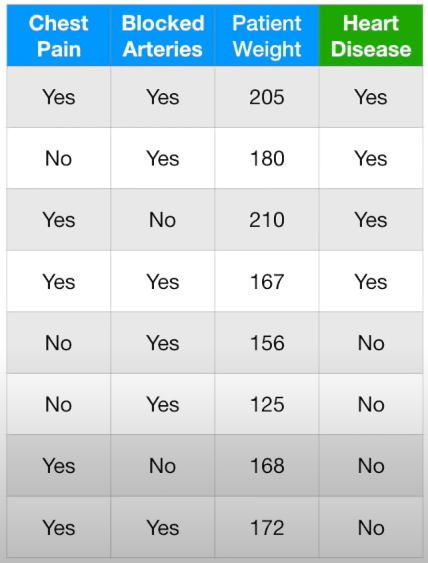 Chest Pain Blocked Arteries Patient Weight Heart Disease
Yes Yes 205 Yes
No Yes 180 Yes
Yes No 210 Yes
Yes Yes 167 Yes
No Yes 156 No
No Yes 125 No
Yes No 168 No
Yes Yes 172 No